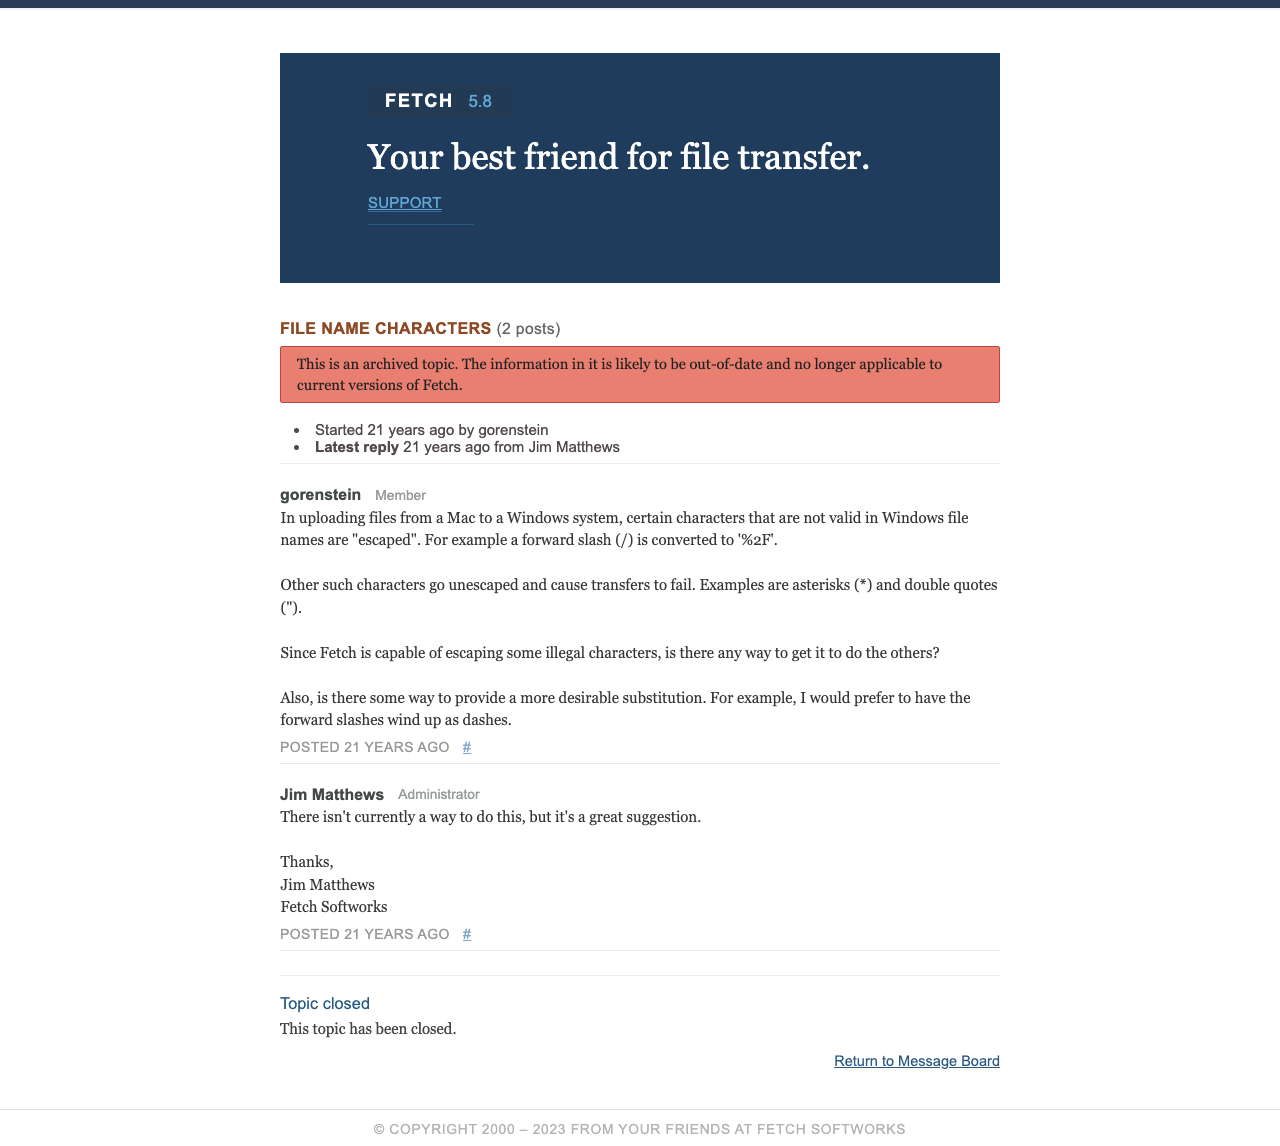 FETCH 5.8
Your best friend for file transfer.
SUPPORT
FILE NAME CHARACTERS (2 posts)
This is an archived topic. The information in it is likely to be out-of-date and no longer applicable to
current versions of Fetch.
• Started 21 years ago by gorenstein
• Latest reply 21 years ago from Jim Matthews
gorenstein Member
In uploading files from a Mac to a Windows system, certain characters that are not valid in Windows file
names are "escaped". For example a forward slash (/) is converted to '%2F'.
Other such characters go unescaped and cause transfers to fail. Examples are asterisks (*) and double quotes
(").
Since Fetch is capable of escaping some illegal characters, is there any way to get it to do the others?
Also, is there some way to provide a more desirable substitution. For example, I would prefer to have the
forward slashes wind up as dashes.
POSTED 21 YEARS AGO #
Jim Matthews Administrator
There isn't currently a way to do this, but it's a great suggestion.
Thanks,
Jim Matthews
Fetch Softworks
POSTED 21 YEARS AGO #
Topic closed
This topic has been closed.
Return to Message Board
© COPYRIGHT 2000 – 2023 FROM YOUR FRIENDS AT FETCH SOFTWORKS